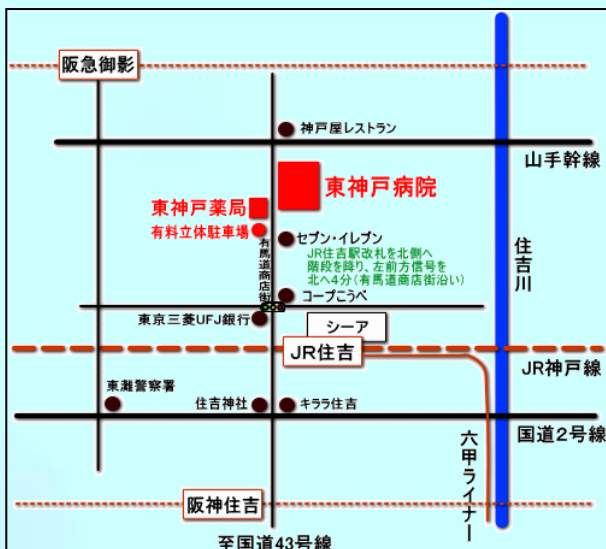 阪急御影
神戸屋レストラン
山手幹線
東神戸病院
東神戸薬局
有料立体駐車場
有馬道商店街
セブン・イレブン
JR住吉駅改札を北側へ
階段を降り、左前方信号を
北へ4分（有馬道商店街沿い）
住吉川
コープこうべ
東京三菱UFJ銀行
シーア
JR住吉
JR神戸線
東灘警察署
住吉神社
キララ住吉
国道2号線
六甲ライナー
阪神住吉
至国道43号線